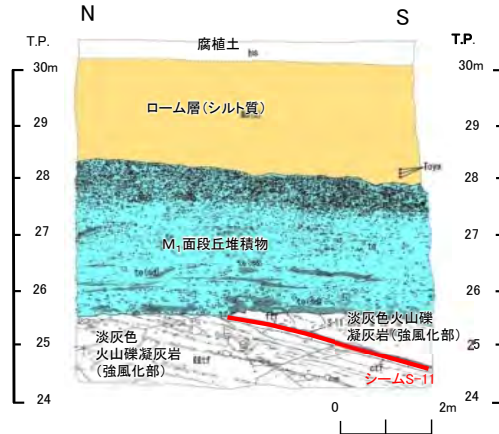 N S
T.P. T.P.
腐植土
hs
30m 30m
ローム層(シルト質)
29 29
Toya
28 28
M₁面段丘堆積物
27 27
26 26
淡灰色
火山礫
凝灰岩
(強風化部)
淡灰色火山礫
凝灰岩(強風化部)
S-11
25 25
シームS-11
24 24
0 2m